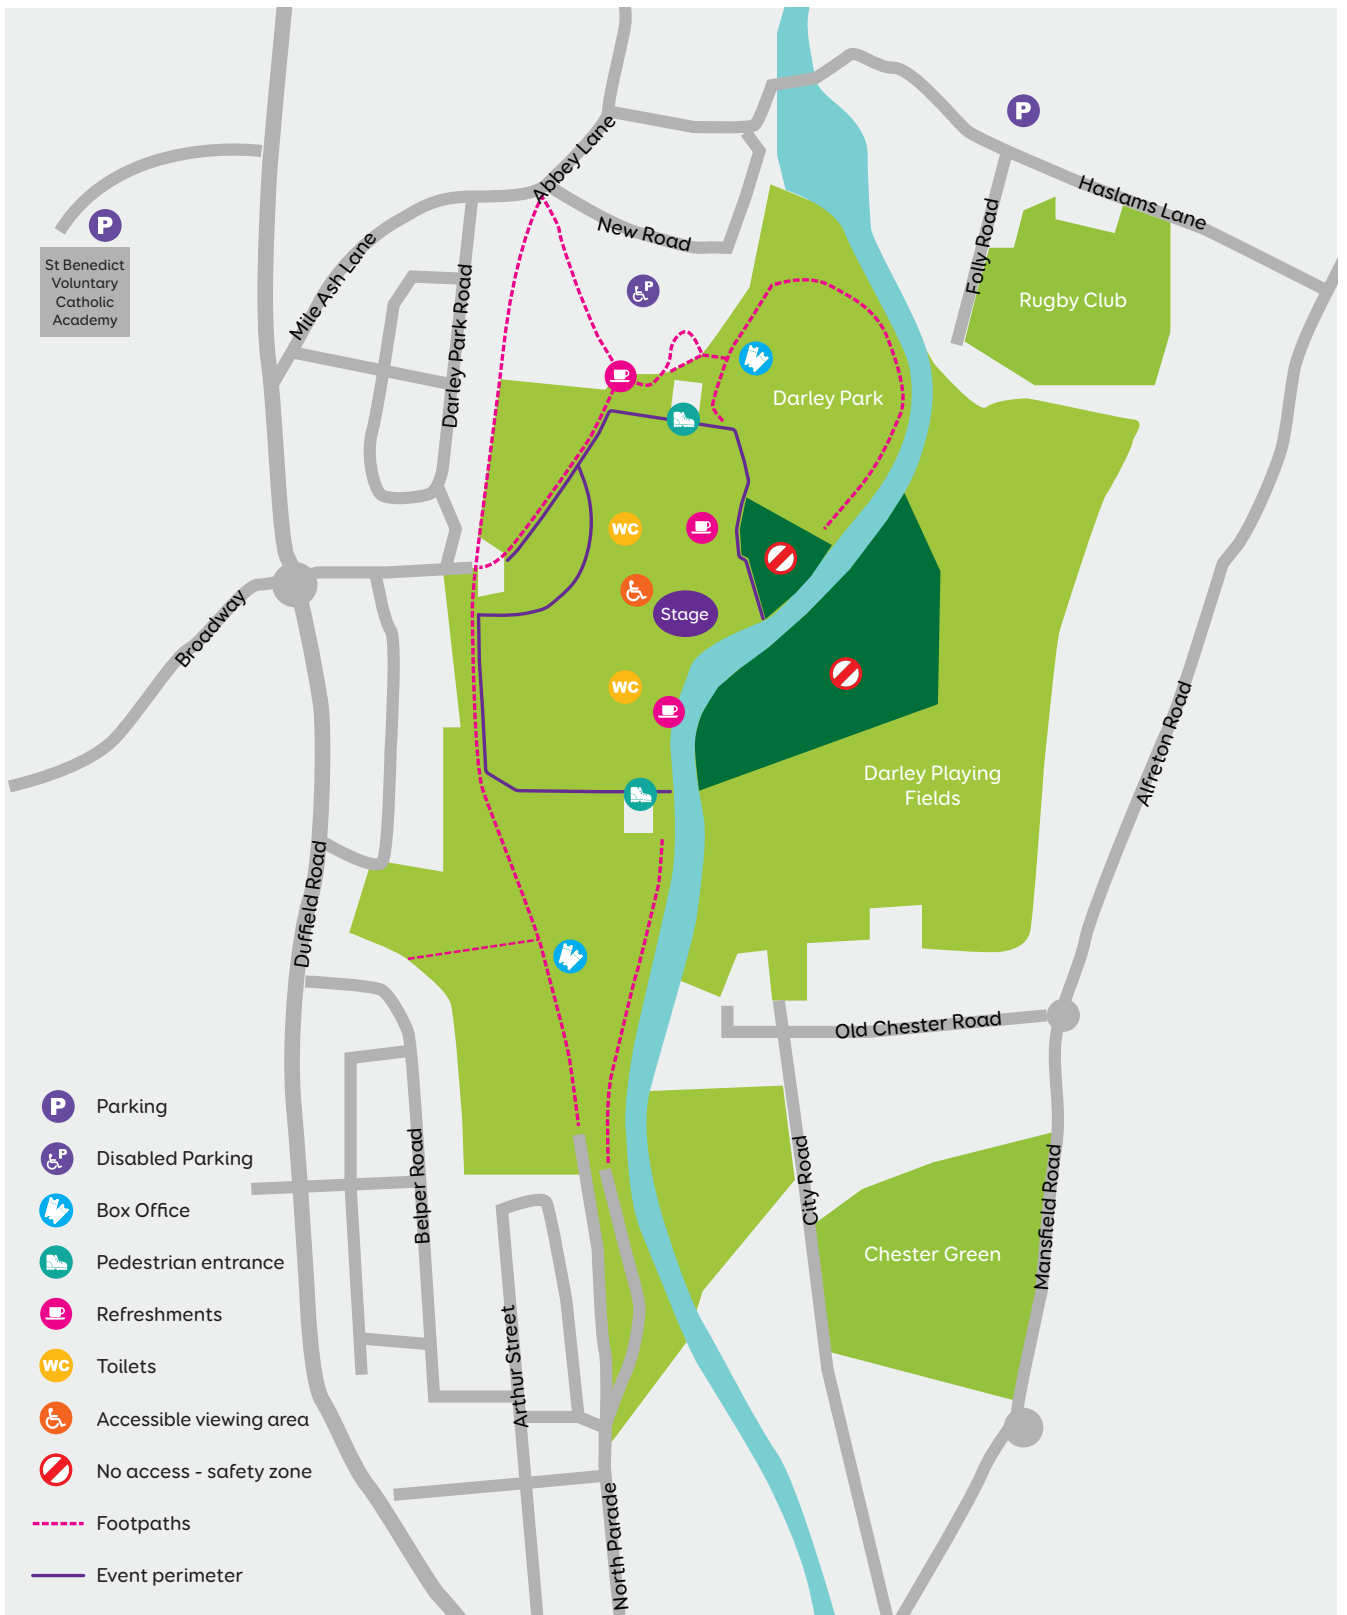 P
Abbey Lane
Haslams Lane
P
New Road
Folly Road
St Benedict
Voluntary
Catholic
Academy
Mile Ash Lane
P
Rugby Club
Darley Park Road
Darley Park
WC
Broadway
Stage
WC
Alfreton Road
Darley Playing
Fields
Duffield Road
Old Chester Road
P Parking
P Disabled Parking
Box Office
Pedestrian entrance
Refreshments
WC Toilets
Accessible viewing area
No access - safety zone
Footpaths
Event perimeter
Belper Road
City Road
Mansfield Road
Chester Green
Arthur Street
North Parade